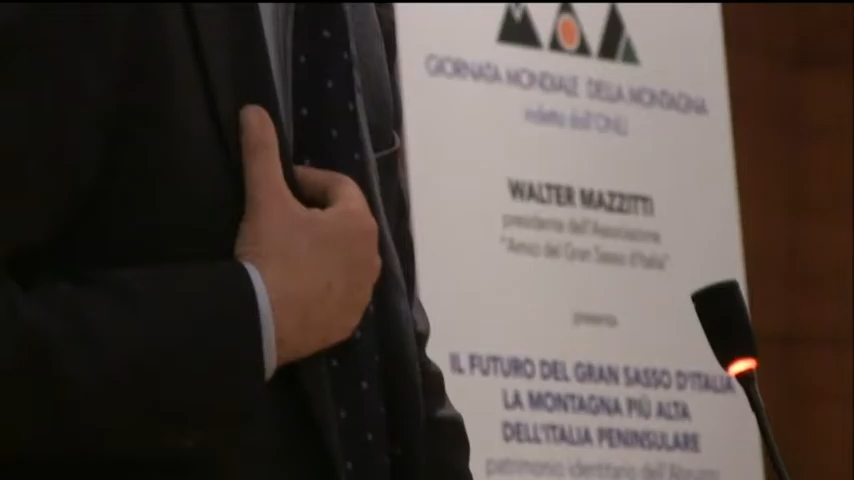 GIORNATA MONDIALE DELLA MONTAGNA
indetta dall'ONU
WALTER MAZZITTI
presidente dell'Associazione
"Amici del Gran Sasso d'Italia"
presenta
IL FUTURO DEL GRAN SASSO D'ITALIA
LA MONTAGNA PIÙ ALTA
DELL'ITALIA PENINSULARE
patrimonio identitario dell'Abruzzo